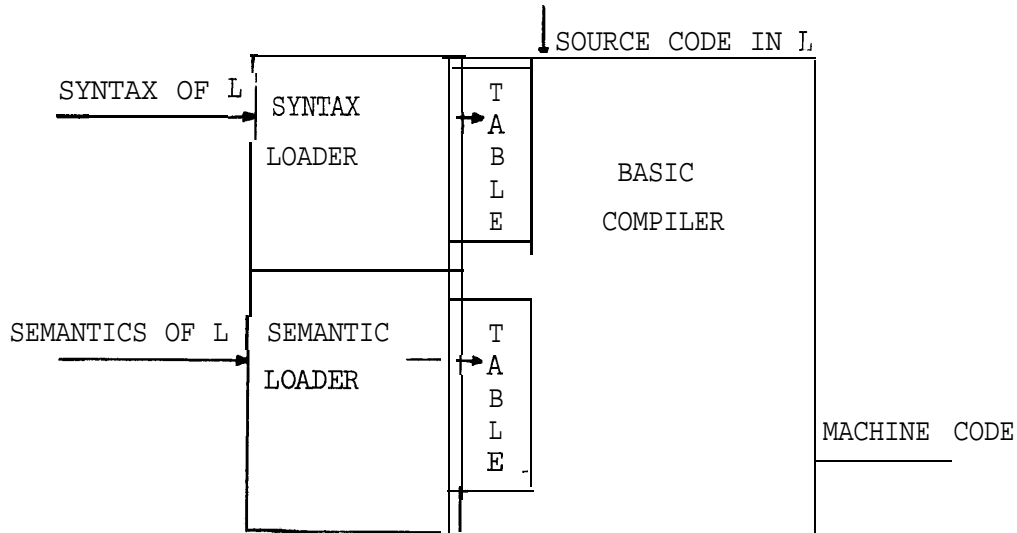 SOURCE CODE IN L
SYNTAX OF L
SYNTAX
LOADER
T
A
B
L
E
BASIC
COMPILER
SEMANTICS OF L
SEMANTIC
LOADER
T
A
B
L
E
MACHINE CODE